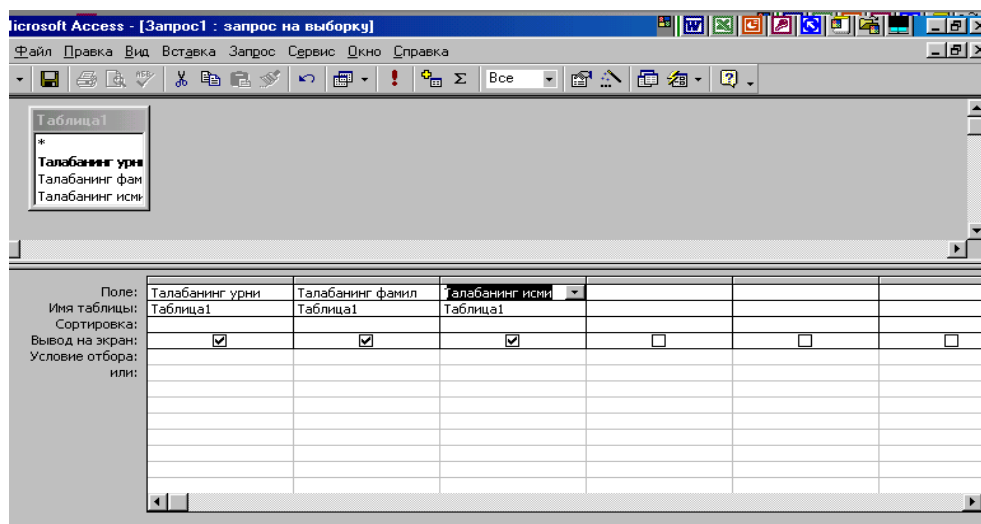 licrosoft Access - [Запрос1 : запрос на выборку]
Файл Правка Вид Вставка Запрос Сервис Окно Справка
Все
Таблица1
*
Талабанинг урни
Талабанинг фам
Талабанинг исми
Поле: Талабанинг урни Талабанинг фамил Талабанинг исми
Имя таблицы: Таблица1 Таблица1 Таблица1
Сортировка:
Вывод на экран:
Условие отбора:
или: